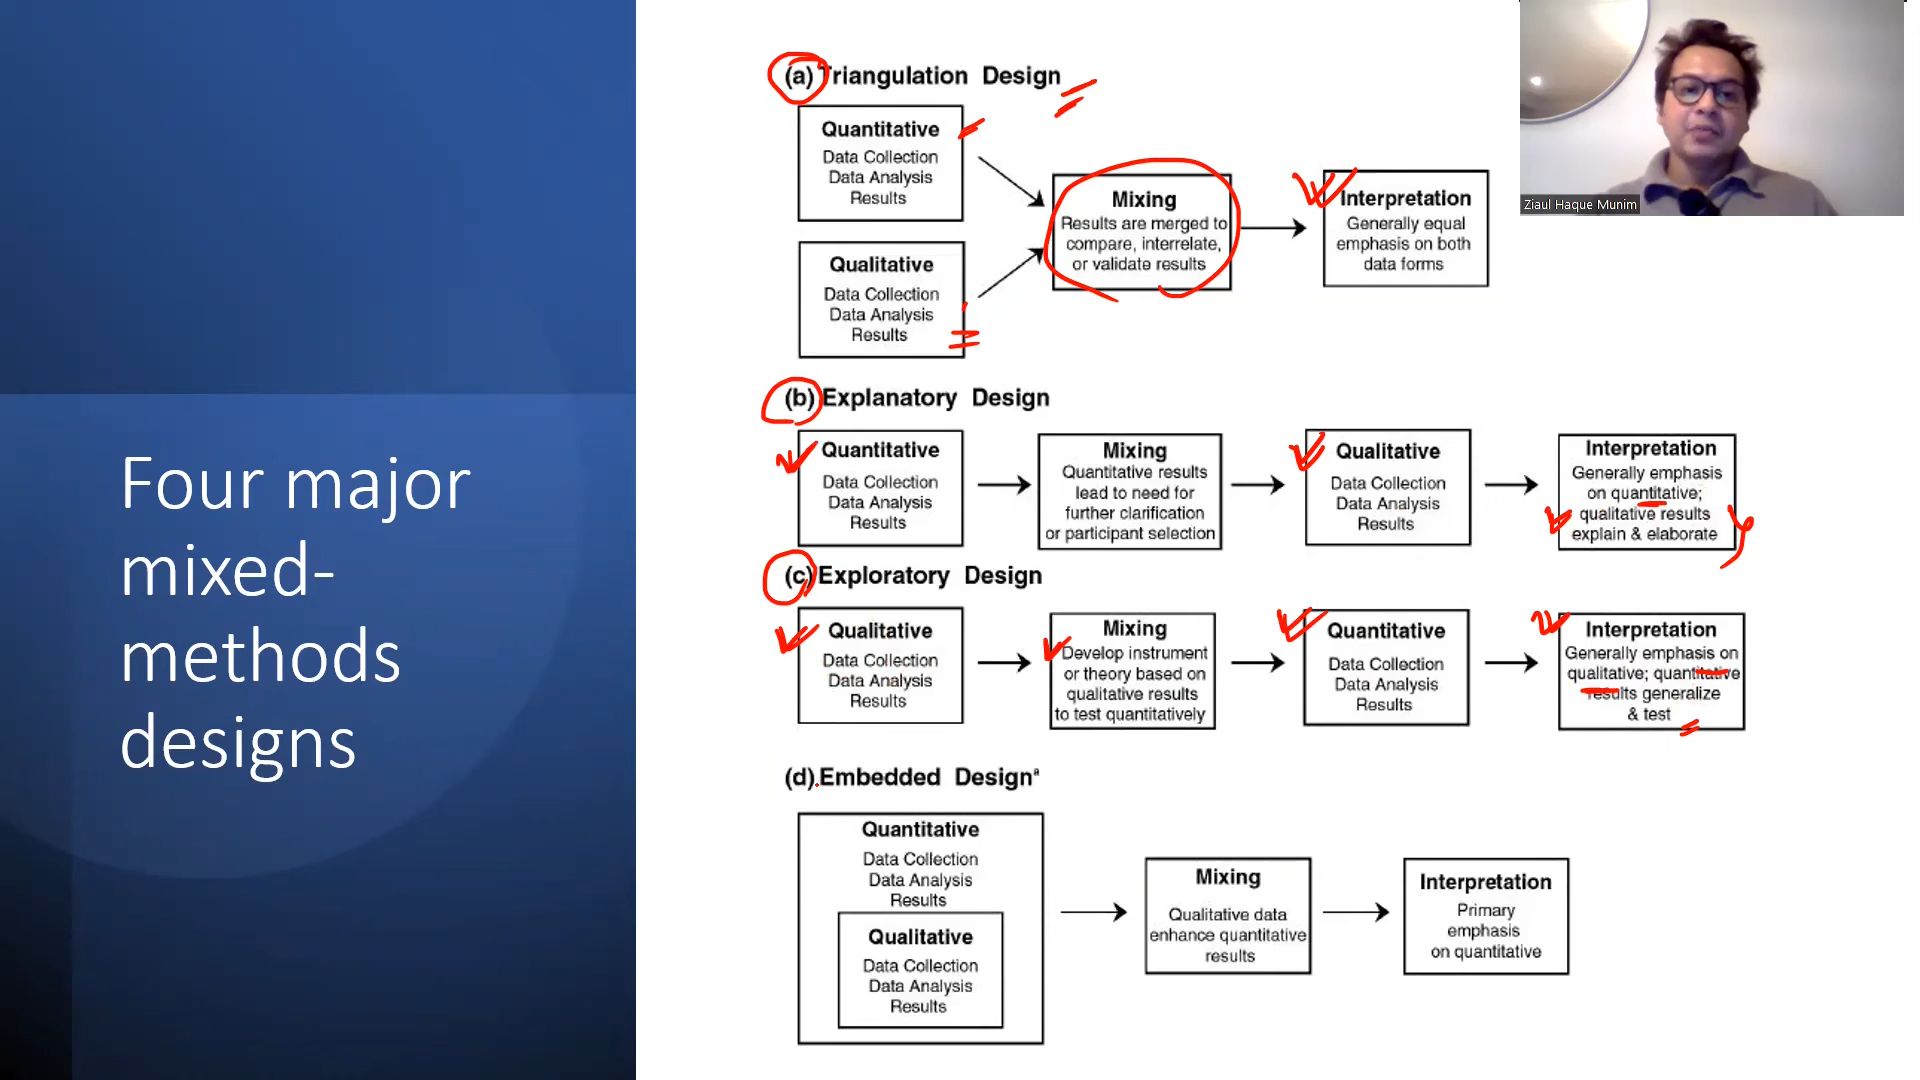 Four major
mixed-
methods
designs
(a) Triangulation Design
Quantitative
Data Collection
Data Analysis
Results
Qualitative
Data Collection
Data Analysis
Results
Mixing
Results are merged to
compare, interrelate,
or validate results
Interpretation
Generally equal
emphasis on both
data forms
(b) Explanatory Design
Quantitative
Data Collection
Data Analysis
Results
Mixing
Quantitative results
lead to need for
further clarification
or participant selection
Qualitative
Data Collection
Data Analysis
Results
Interpretation
Generally emphasis
on quantitative;
qualitative results
explain & elaborate
(c) Exploratory Design
Qualitative
Data Collection
Data Analysis
Results
Mixing
Develop instrument
or theory based on
qualitative results
to test quantitatively
Quantitative
Data Collection
Data Analysis
Results
Interpretation
Generally emphasis on
qualitative; quantitative
results generalize
& test
(d) Embedded Designª
Quantitative
Data Collection
Data Analysis
Results
Qualitative
Data Collection
Data Analysis
Results
Mixing
Qualitative data
enhance quantitative
results
Interpretation
Primary
emphasis
on quantitative
Ziaul Haque Munim